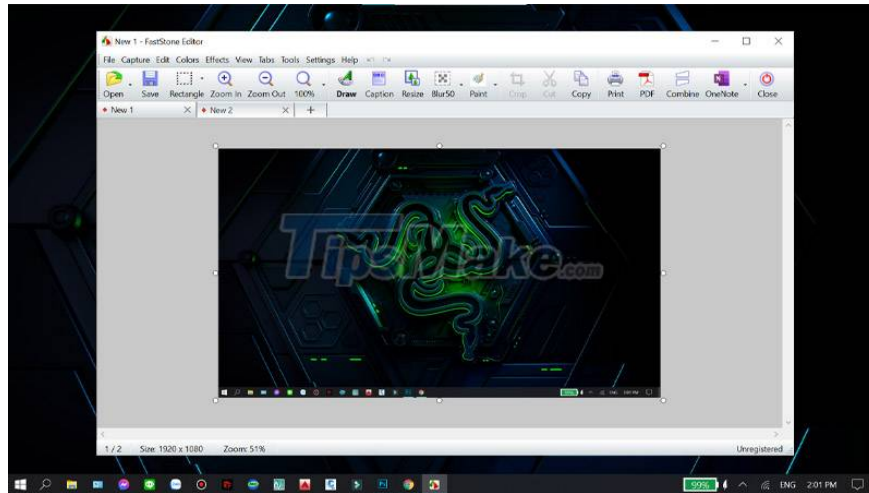 New 1 - FastStone Editor
File Capture Edit Colors Effects View Tabs Tools Settings Help
Open Save Rectangle Zoom In Zoom Out 100% Draw Caption Resize Blur50 Paint Crop Cut Copy Print PDF Combine OneNote Close
New 1 New 2
TipsMake.com
1 / 2 Size: 1920 x 1080 Zoom: 51% Unregistered
99% ENG 2:01 PM